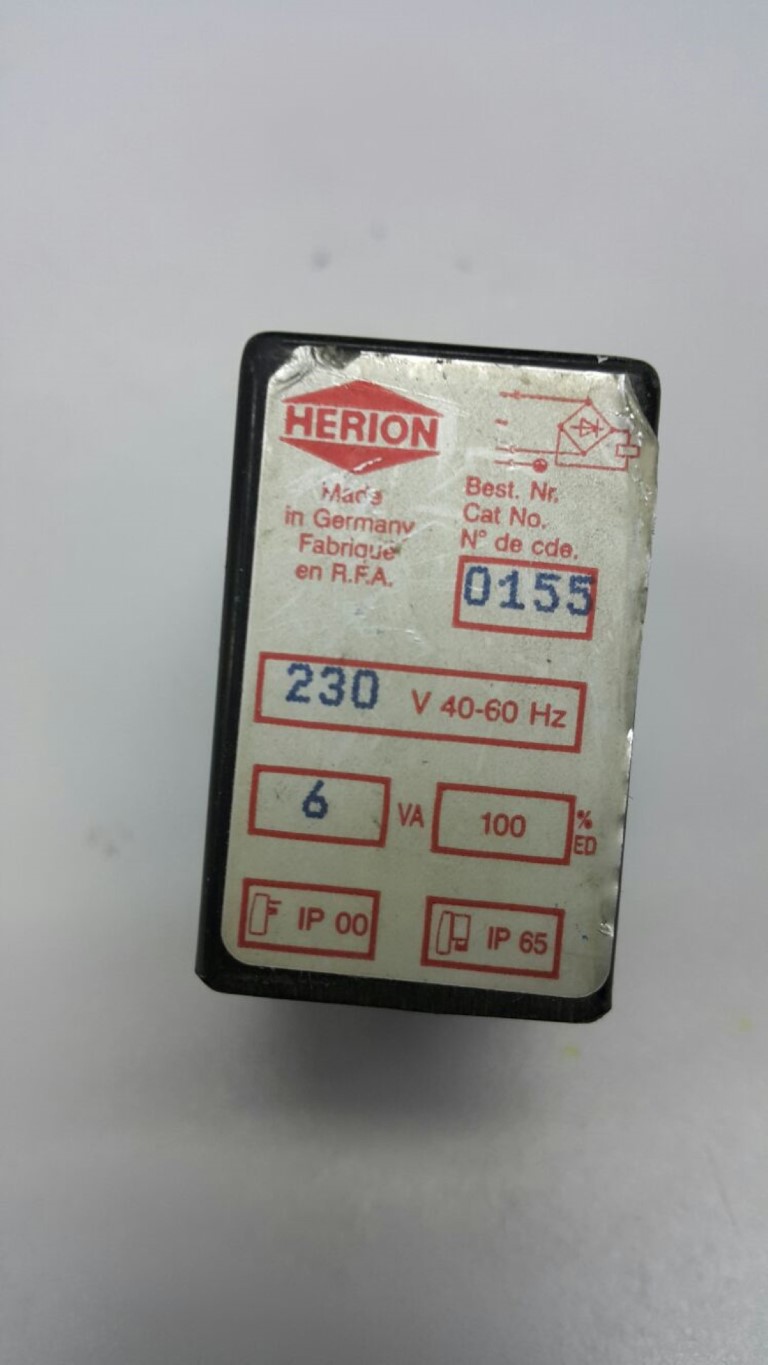 HERION
Made
in Germany
Fabriqué
en R.F.A.
~
Best. Nr.
Cat No.
N° de cde.
0155
230 V 40-60 Hz
6 VA 100 % ED
IP 00 IP 65